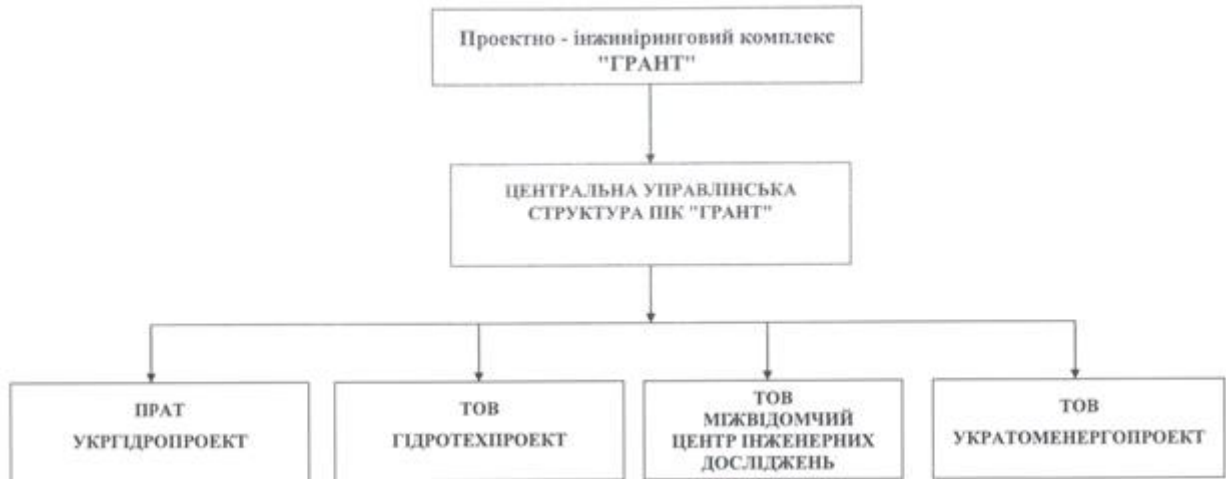 Проектно - інжиніринговий комплекс
"ГРАНТ"
ЦЕНТРАЛЬНА УПРАВЛІНСЬКА
СТРУКТУРА ПІК "ГРАНТ"
ПРАТ
УКРГІДРОПРОЕКТ
ТОВ
ГІДРОТЕХПРОЕКТ
ТОВ
МІЖВІДОМЧИЙ
ЦЕНТР ІНЖЕНЕРНИХ
ДОСЛІДЖЕНЬ
ТОВ
УКРАТОМЕНЕРГОПРОЕКТ